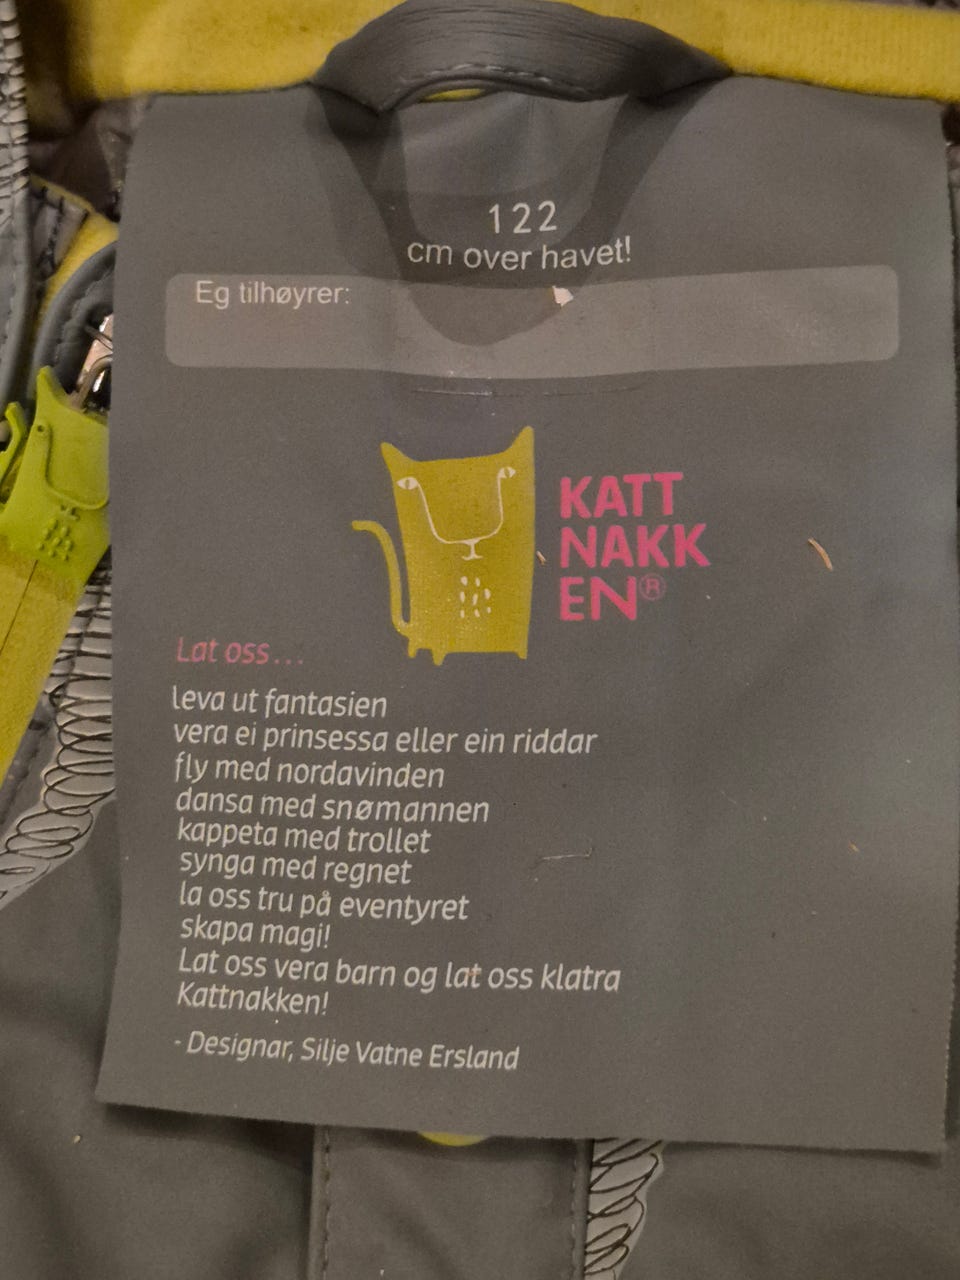 122
cm over havet!
Eg tilhøyrer:
KATT
NAKK
EN®
Lat oss...
leva ut fantasien
vera ei prinsessa eller ein riddar
fly med nordavinden
dansa med snømannen
kappeta med trollet
synga med regnet
la oss tru på eventyret
skapa magi!
Lat oss vera barn og lat oss klatra
Kattnakken!
- Designar, Silje Vatne Ersland